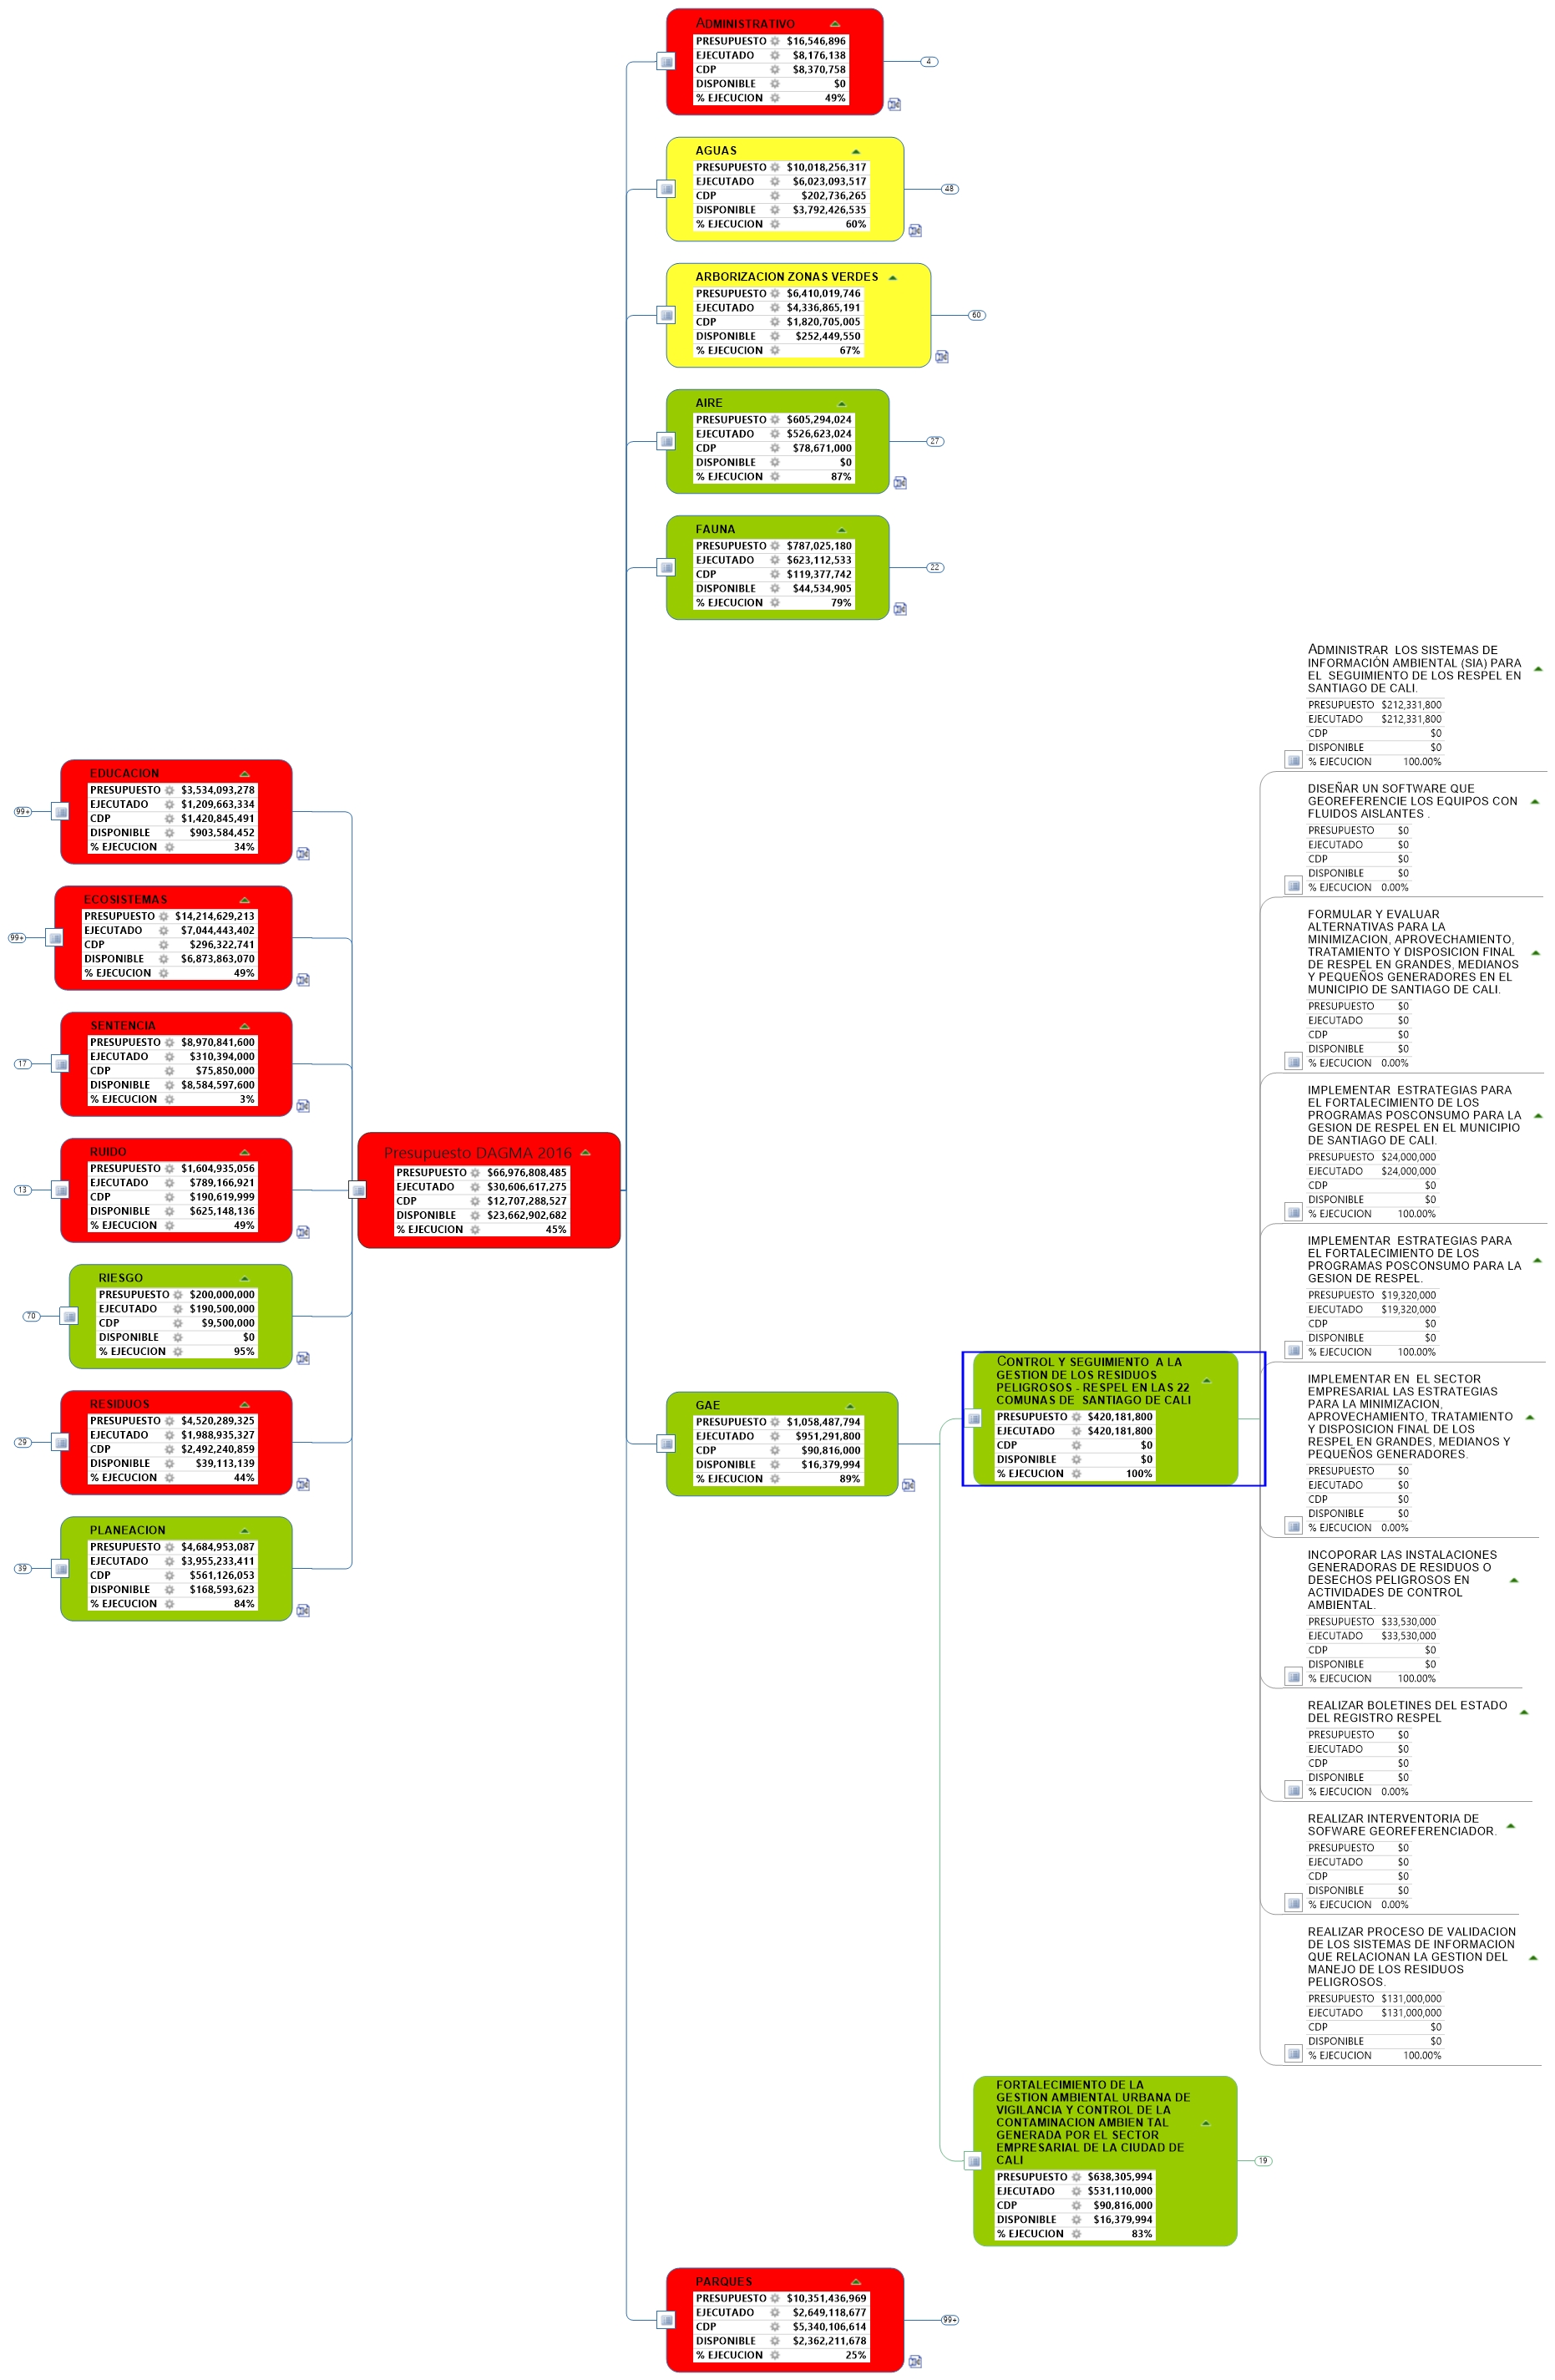 Presupuesto DAGMA 2016
PRESUPUESTO $66,976,808,485
EJECUTADO $30,606,617,275
CDP $12,707,288,527
DISPONIBLE $23,662,902,682
% EJECUCION 45%
ADMINISTRATIVO
PRESUPUESTO $16,546,896
EJECUTADO $8,176,138
CDP $8,370,758
DISPONIBLE $0
% EJECUCION 49%
4
AGUAS
PRESUPUESTO $10,018,256,317
EJECUTADO $6,023,093,517
CDP $202,736,265
DISPONIBLE $3,792,426,535
% EJECUCION 60%
48
ARBORIZACION ZONAS VERDES
PRESUPUESTO $6,410,019,746
EJECUTADO $4,336,865,191
CDP $1,820,705,005
DISPONIBLE $252,449,550
% EJECUCION 67%
60
AIRE
PRESUPUESTO $605,294,024
EJECUTADO $526,623,024
CDP $78,671,000
DISPONIBLE $0
% EJECUCION 87%
27
FAUNA
PRESUPUESTO $787,025,180
EJECUTADO $623,112,533
CDP $119,377,742
DISPONIBLE $44,534,905
% EJECUCION 79%
22
GAE
PRESUPUESTO $1,058,487,794
EJECUTADO $951,291,800
CDP $90,816,000
DISPONIBLE $16,379,994
% EJECUCION 89%
CONTROL Y SEGUIMIENTO A LA
GESTION DE LOS RESIDUOS
PELIGROSOS - RESPEL EN LAS 22
COMUNAS DE SANTIAGO DE CALI
PRESUPUESTO $420,181,800
EJECUTADO $420,181,800
CDP $0
DISPONIBLE $0
% EJECUCION 100%
ADMINISTRAR LOS SISTEMAS DE
INFORMACIÓN AMBIENTAL (SIA) PARA
EL SEGUIMIENTO DE LOS RESPEL EN
SANTIAGO DE CALI.
PRESUPUESTO $212,331,800
EJECUTADO $212,331,800
CDP $0
DISPONIBLE $0
% EJECUCION 100.00%
DISEÑAR UN SOFTWARE QUE
GEOREFERENCIE LOS EQUIPOS CON
FLUIDOS AISLANTES .
PRESUPUESTO $0
EJECUTADO $0
CDP $0
DISPONIBLE $0
% EJECUCION 0.00%
FORMULAR Y EVALUAR
ALTERNATIVAS PARA LA
MINIMIZACION, APROVECHAMIENTO,
TRATAMIENTO Y DISPOSICION FINAL
DE RESPEL EN GRANDES, MEDIANOS
Y PEQUEÑOS GENERADORES EN EL
MUNICIPIO DE SANTIAGO DE CALI.
PRESUPUESTO $0
EJECUTADO $0
CDP $0
DISPONIBLE $0
% EJECUCION 0.00%
IMPLEMENTAR ESTRATEGIAS PARA
EL FORTALECIMIENTO DE LOS
PROGRAMAS POSCONSUMO PARA LA
GESION DE RESPEL EN EL MUNICIPIO
DE SANTIAGO DE CALI.
PRESUPUESTO $24,000,000
EJECUTADO $24,000,000
CDP $0
DISPONIBLE $0
% EJECUCION 100.00%
IMPLEMENTAR ESTRATEGIAS PARA
EL FORTALECIMIENTO DE LOS
PROGRAMAS POSCONSUMO PARA LA
GESION DE RESPEL.
PRESUPUESTO $19,320,000
EJECUTADO $19,320,000
CDP $0
DISPONIBLE $0
% EJECUCION 100.00%
IMPLEMENTAR EN EL SECTOR
EMPRESARIAL LAS ESTRATEGIAS
PARA LA MINIMIZACION,
APROVECHAMIENTO, TRATAMIENTO
Y DISPOSICION FINAL DE LOS
RESPEL EN GRANDES, MEDIANOS Y
PEQUEÑOS GENERADORES.
PRESUPUESTO $0
EJECUTADO $0
CDP $0
DISPONIBLE $0
% EJECUCION 0.00%
INCOPORAR LAS INSTALACIONES
GENERADORAS DE RESIDUOS O
DESECHOS PELIGROSOS EN
ACTIVIDADES DE CONTROL
AMBIENTAL.
PRESUPUESTO $33,530,000
EJECUTADO $33,530,000
CDP $0
DISPONIBLE $0
% EJECUCION 100.00%
REALIZAR BOLETINES DEL ESTADO
DEL REGISTRO RESPEL
PRESUPUESTO $0
EJECUTADO $0
CDP $0
DISPONIBLE $0
% EJECUCION 0.00%
REALIZAR INTERVENTORIA DE
SOFWARE GEOREFERENCIADOR.
PRESUPUESTO $0
EJECUTADO $0
CDP $0
DISPONIBLE $0
% EJECUCION 0.00%
REALIZAR PROCESO DE VALIDACION
DE LOS SISTEMAS DE INFORMACION
QUE RELACIONAN LA GESTION DEL
MANEJO DE LOS RESIDUOS
PELIGROSOS.
PRESUPUESTO $131,000,000
EJECUTADO $131,000,000
CDP $0
DISPONIBLE $0
% EJECUCION 100.00%
FORTALECIMIENTO DE LA
GESTION AMBIENTAL URBANA DE
VIGILANCIA Y CONTROL DE LA
CONTAMINACION AMBIEN TAL
GENERADA POR EL SECTOR
EMPRESARIAL DE LA CIUDAD DE
CALI
PRESUPUESTO $638,305,994
EJECUTADO $531,110,000
CDP $90,816,000
DISPONIBLE $16,379,994
% EJECUCION 83%
19
PARQUES
PRESUPUESTO $10,351,436,969
EJECUTADO $2,649,118,677
CDP $5,340,106,614
DISPONIBLE $2,362,211,678
% EJECUCION 25%
99+
EDUCACION
PRESUPUESTO $3,534,093,278
EJECUTADO $1,209,663,334
CDP $1,420,845,491
DISPONIBLE $903,584,452
% EJECUCION 34%
99+
ECOSISTEMAS
PRESUPUESTO $14,214,629,213
EJECUTADO $7,044,443,402
CDP $296,322,741
DISPONIBLE $6,873,863,070
% EJECUCION 49%
99+
SENTENCIA
PRESUPUESTO $8,970,841,600
EJECUTADO $310,394,000
CDP $75,850,000
DISPONIBLE $8,584,597,600
% EJECUCION 3%
17
RUIDO
PRESUPUESTO $1,604,935,056
EJECUTADO $789,166,921
CDP $190,619,999
DISPONIBLE $625,148,136
% EJECUCION 49%
13
RIESGO
PRESUPUESTO $200,000,000
EJECUTADO $190,500,000
CDP $9,500,000
DISPONIBLE $0
% EJECUCION 95%
70
RESIDUOS
PRESUPUESTO $4,520,289,325
EJECUTADO $1,988,935,327
CDP $2,492,240,859
DISPONIBLE $39,113,139
% EJECUCION 44%
29
PLANEACION
PRESUPUESTO $4,684,953,087
EJECUTADO $3,955,233,411
CDP $561,126,053
DISPONIBLE $168,593,623
% EJECUCION 84%
39